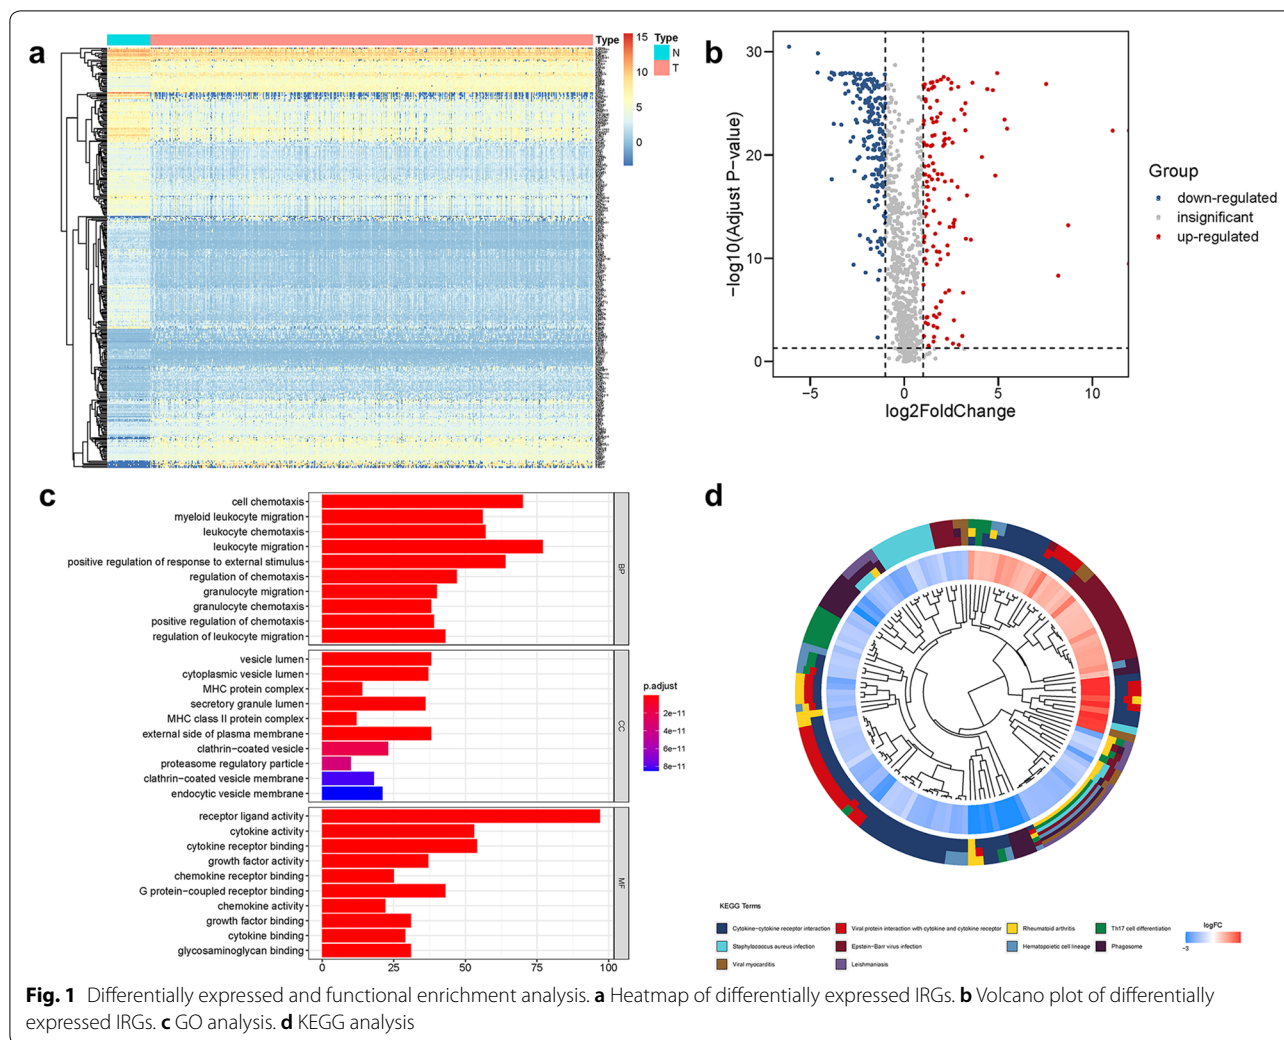 a
Type
Type
N
T
15
10
5
0
b
30
20
10
0
−log10(Adjust P−value)
−5
0
5
10
log2FoldChange
Group
down−regulated
insignificant
up−regulated
c
cell chemotaxis
myeloid leukocyte migration
leukocyte chemotaxis
leukocyte migration
positive regulation of response to external stimulus
regulation of chemotaxis
granulocyte migration
granulocyte chemotaxis
positive regulation of chemotaxis
regulation of leukocyte migration
BP
vesicle lumen
cytoplasmic vesicle lumen
MHC protein complex
secretory granule lumen
MHC class II protein complex
external side of plasma membrane
clathrin−coated vesicle
proteasome regulatory particle
clathrin−coated vesicle membrane
endocytic vesicle membrane
CC
receptor ligand activity
cytokine activity
cytokine receptor binding
growth factor activity
chemokine receptor binding
G protein−coupled receptor binding
chemokine activity
growth factor binding
cytokine binding
glycosaminoglycan binding
MF
0
25
50
75
100
p.adjust
2e−11
4e−11
6e−11
8e−11
d
KEGG Terms
Cytokine−cytokine receptor interaction
Viral protein interaction with cytokine and cytokine receptor
Rheumatoid arthritis
Th17 cell differentiation
Staphylococcus aureus infection
Epstein−Barr virus infection
Hematopoietic cell lineage
Phagosome
Viral myocarditis
Leishmaniasis
logFC
−3
Fig. 1 Differentially expressed and functional enrichment analysis. a Heatmap of differentially expressed IRGs. b Volcano plot of differentially
expressed IRGs. c GO analysis. d KEGG analysis